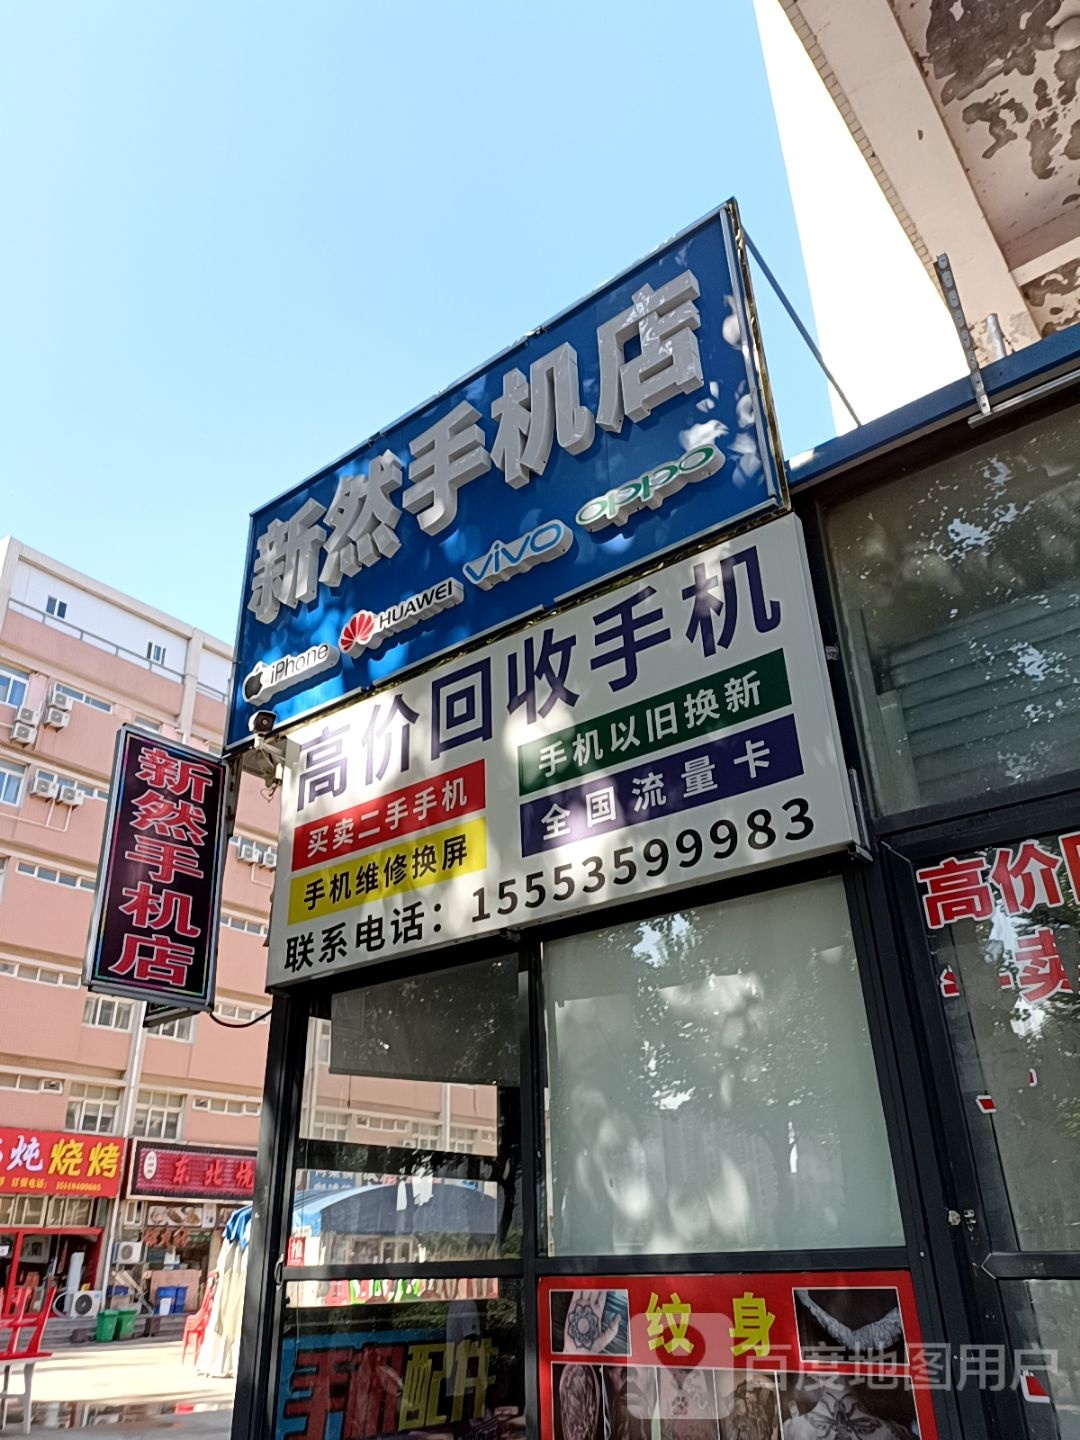 新然手机店
iPhone HUAWEI vivo oppo
高价回收手机
买卖二手手机
手机以旧换新
手机维修换屏
全国流量卡
联系电话：15553599983
新然手机店
高价
卖
炖 烧烤
东北烧
手机配件
纹身
百度地图用户